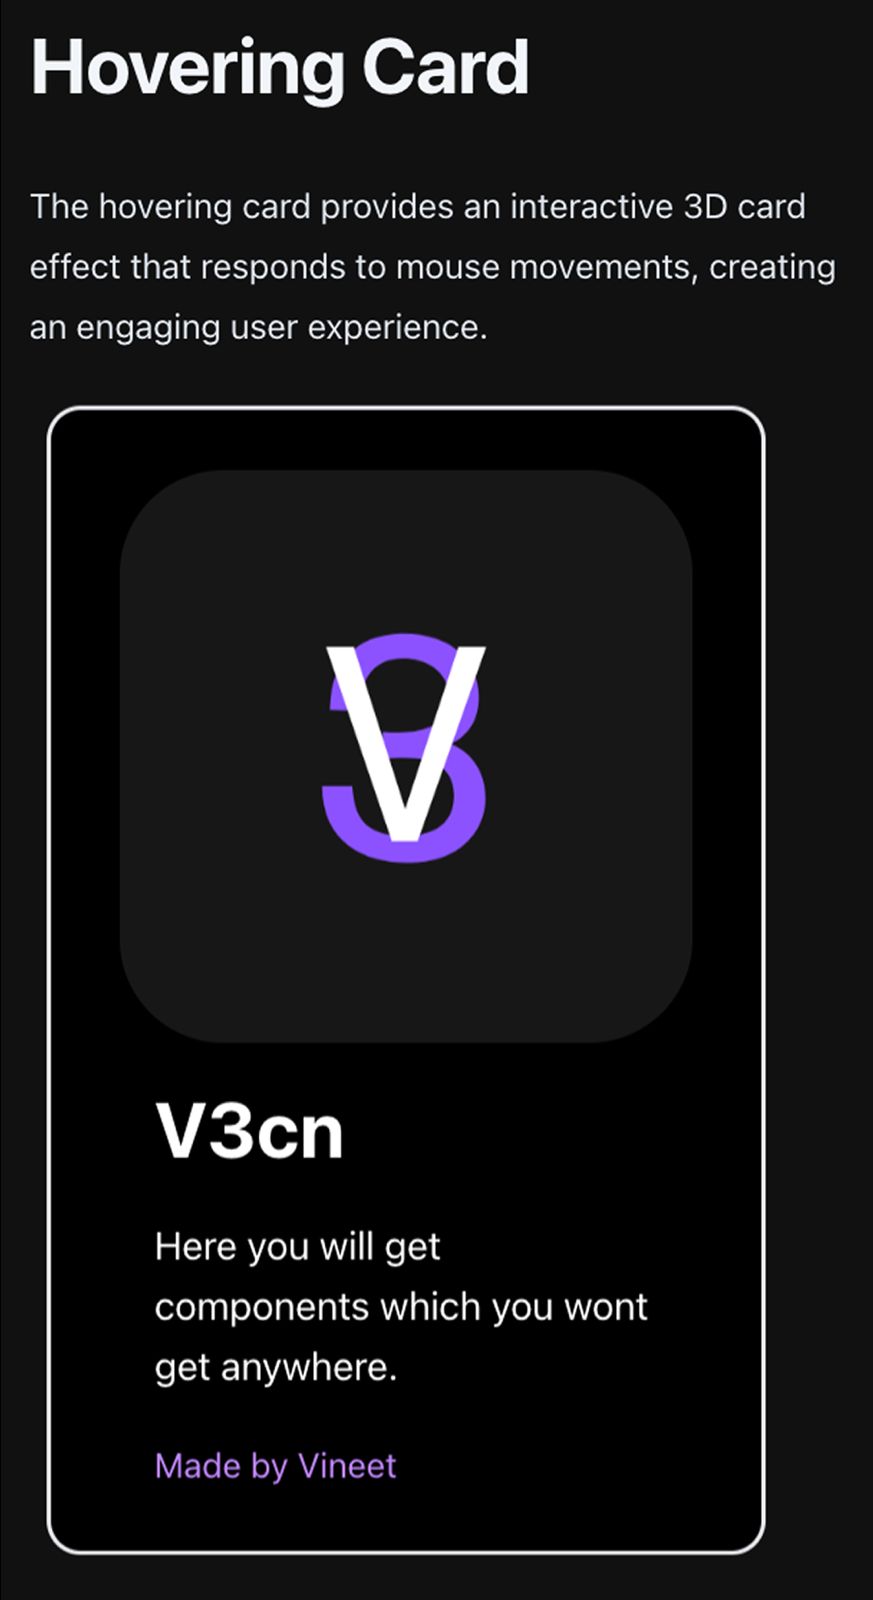 Hovering Card
The hovering card provides an interactive 3D card
effect that responds to mouse movements, creating
an engaging user experience.
V3
V3cn
Here you will get
components which you wont
get anywhere.
Made by Vineet